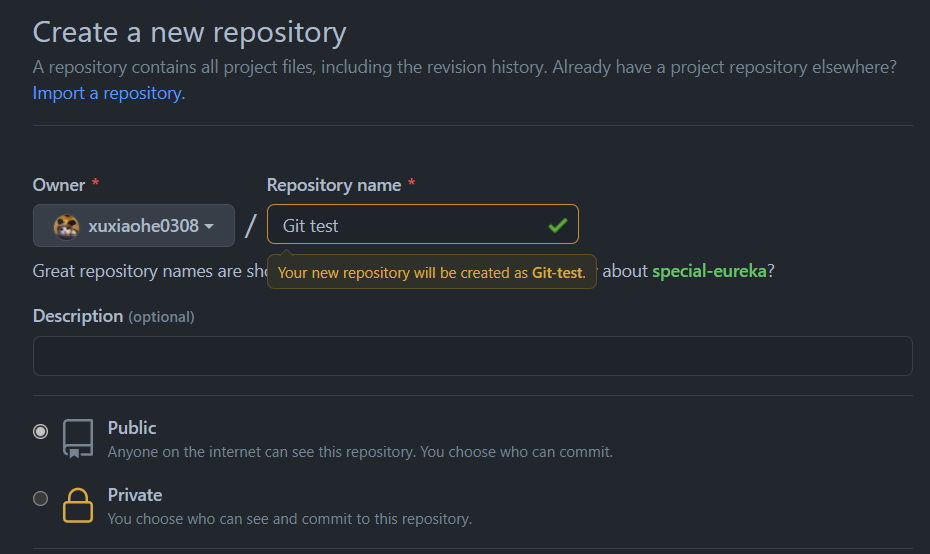 Create a new repository
A repository contains all project files, including the revision history. Already have a project repository elsewhere?
Import a repository.
Owner * Repository name *
xuxiaohe0308 / Git test
Great repository names are Your new repository will be created as Git-test. about special-eureka?
Description (optional)
Public
Anyone on the internet can see this repository. You choose who can commit.
Private
You choose who can see and commit to this repository.